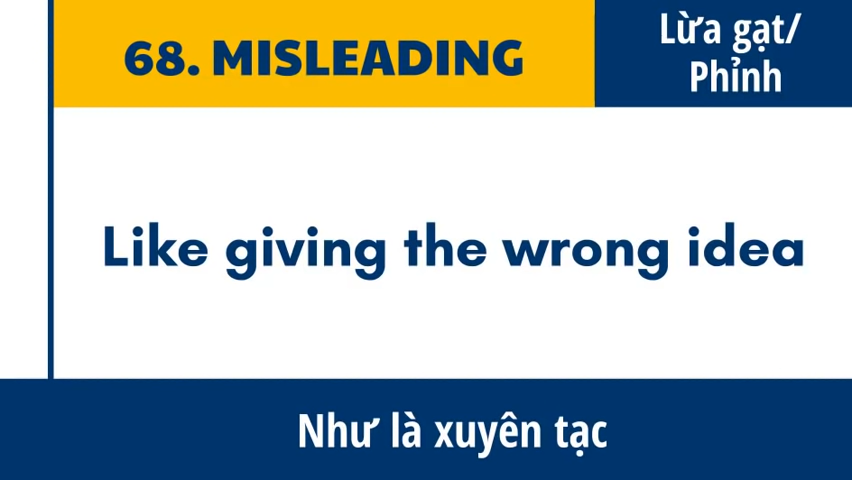 68. MISLEADING
Lừa gạt/
Phỉnh
Like giving the wrong idea
Như là xuyên tạc